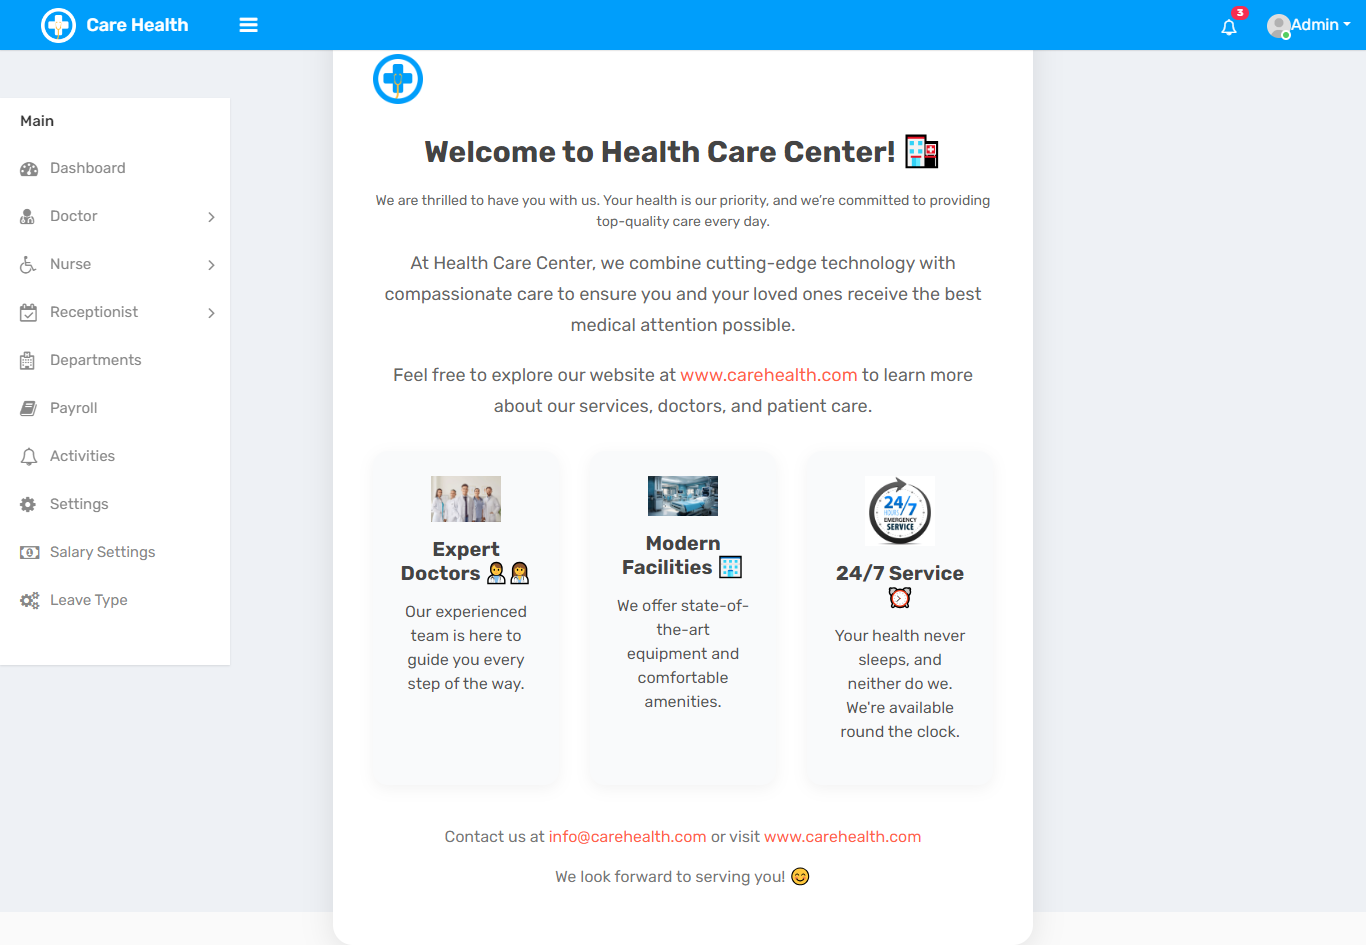 Care Health
3
Admin
Main
Dashboard
Doctor
Nurse
Receptionist
Departments
Payroll
Activities
Settings
Salary Settings
Leave Type
Welcome to Health Care Center! 🏥
We are thrilled to have you with us. Your health is our priority, and we’re committed to providing
top-quality care every day.
At Health Care Center, we combine cutting-edge technology with
compassionate care to ensure you and your loved ones receive the best
medical attention possible.
Feel free to explore our website at www.carehealth.com to learn more
about our services, doctors, and patient care.
Expert
Doctors 👨‍⚕️👩‍⚕️
Our experienced
team is here to
guide you every
step of the way.
Modern
Facilities 🏢
We offer state-of-
the-art
equipment and
comfortable
amenities.
24/7
HOURS
EMERGENCY
SERVICE
24/7 Service
⏰
Your health never
sleeps, and
neither do we.
We're available
round the clock.
Contact us at info@carehealth.com or visit www.carehealth.com
We look forward to serving you! 😊